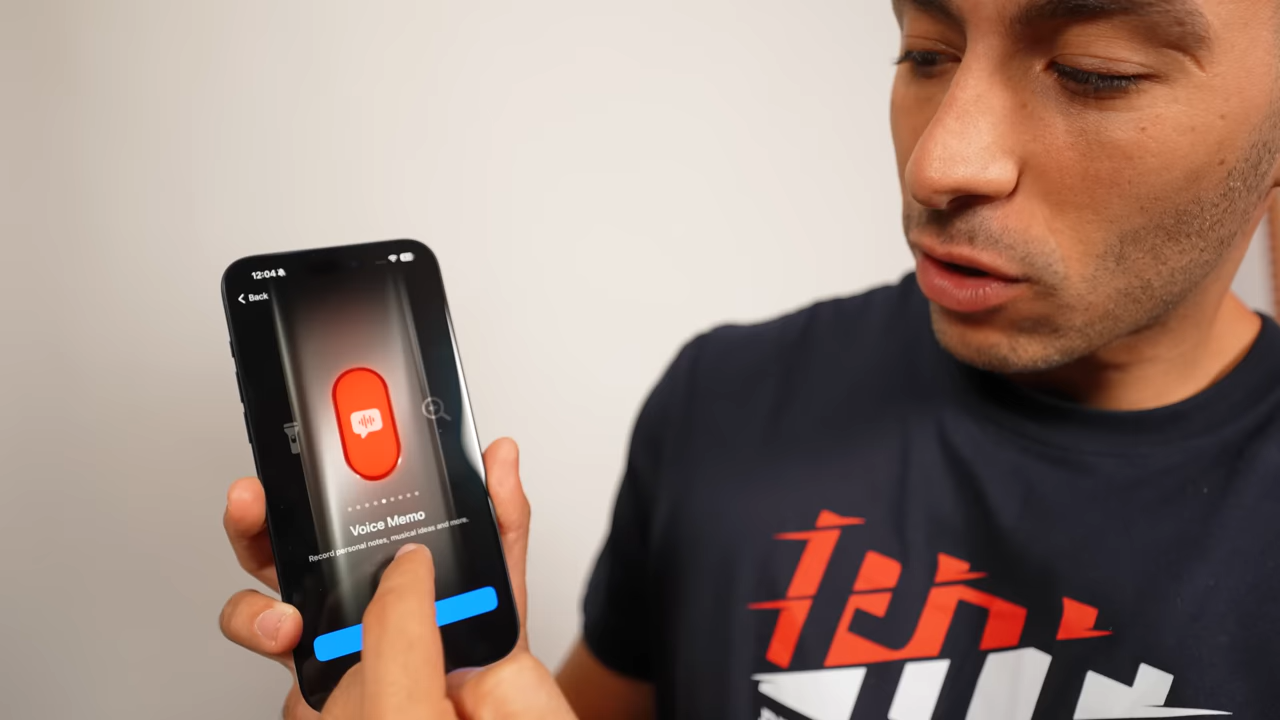 12:04
Back
Voice Memo
Record personal notes, musical ideas and more.